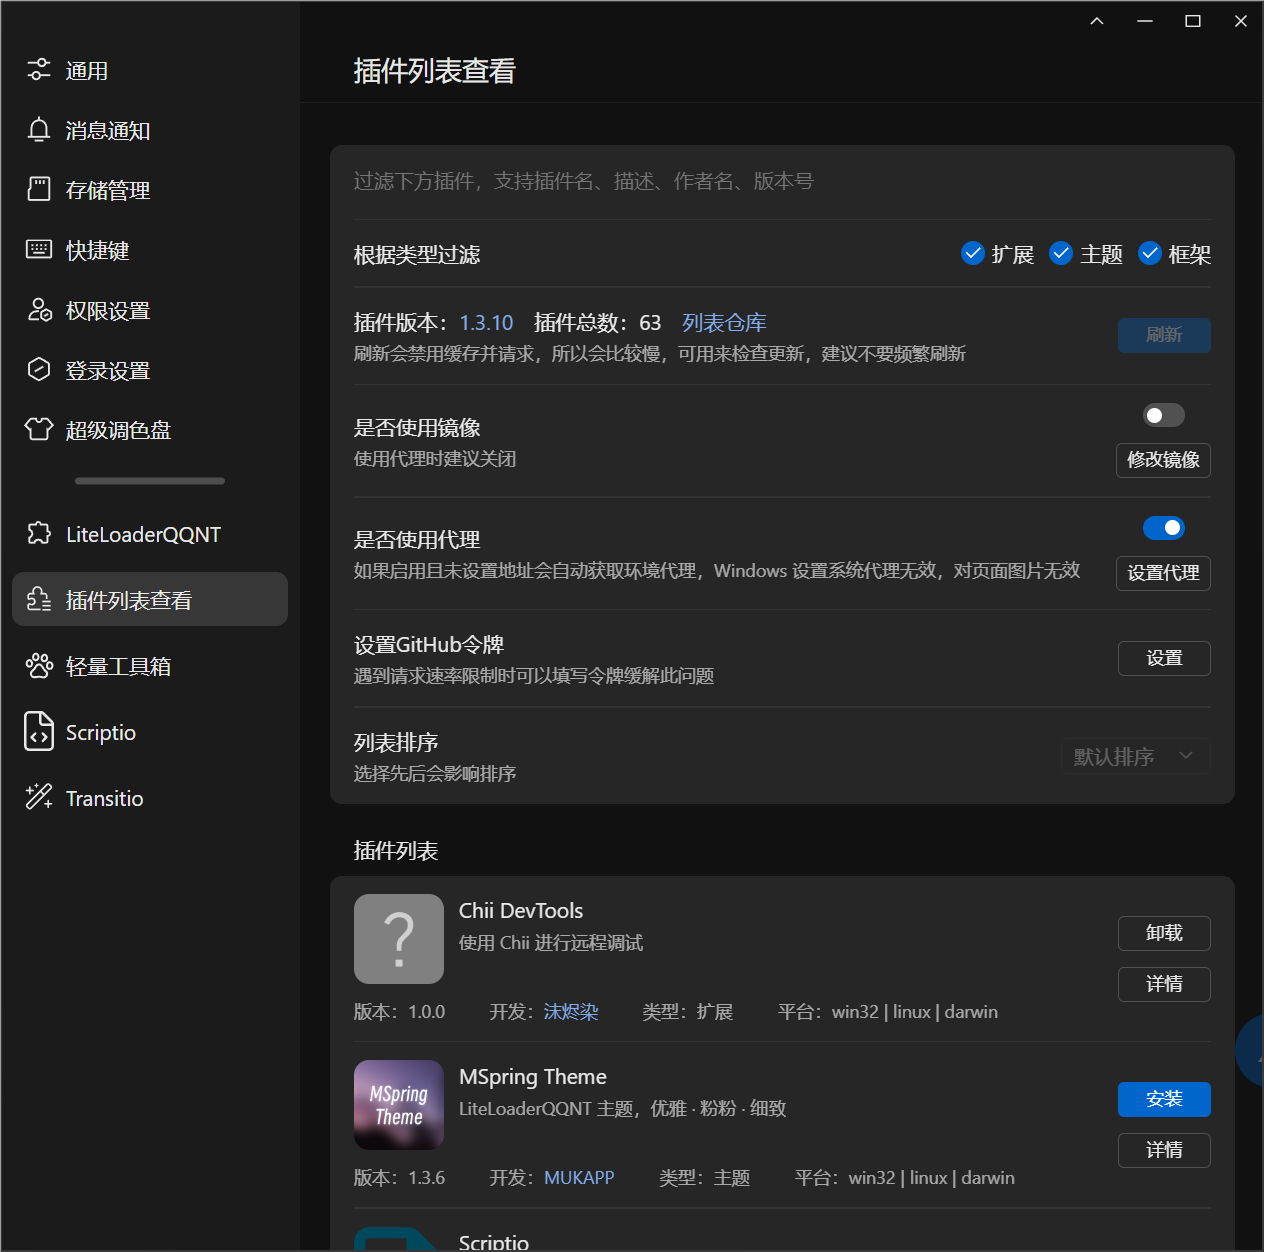 通用
消息通知
存储管理
快捷键
权限设置
登录设置
超级调色盘
LiteLoaderQQNT
插件列表查看
轻量工具箱
Scriptio
Transitio
插件列表查看
过滤下方插件，支持插件名、描述、作者名、版本号
根据类型过滤 扩展 主题 框架
插件版本：1.3.10 插件总数：63 列表仓库
刷新会禁用缓存并请求，所以会比较慢，可用来检查更新，建议不要频繁刷新
刷新
是否使用镜像
使用代理时建议关闭
修改镜像
是否使用代理
如果启用且未设置地址会自动获取环境代理，Windows 设置系统代理无效，对页面图片无效
设置代理
设置GitHub令牌
遇到请求速率限制时可以填写令牌缓解此问题
设置
列表排序
选择先后会影响排序
默认排序
插件列表
?
Chii DevTools
使用 Chii 进行远程调试
卸载
详情
版本：1.0.0 开发：沫烬染 类型：扩展 平台：win32 | linux | darwin
MSpring
Theme
MSpring Theme
LiteLoaderQQNT 主题，优雅 · 粉粉 · 细致
安装
详情
版本：1.3.6 开发：MUKAPP 类型：主题 平台：win32 | linux | darwin
Scriptio